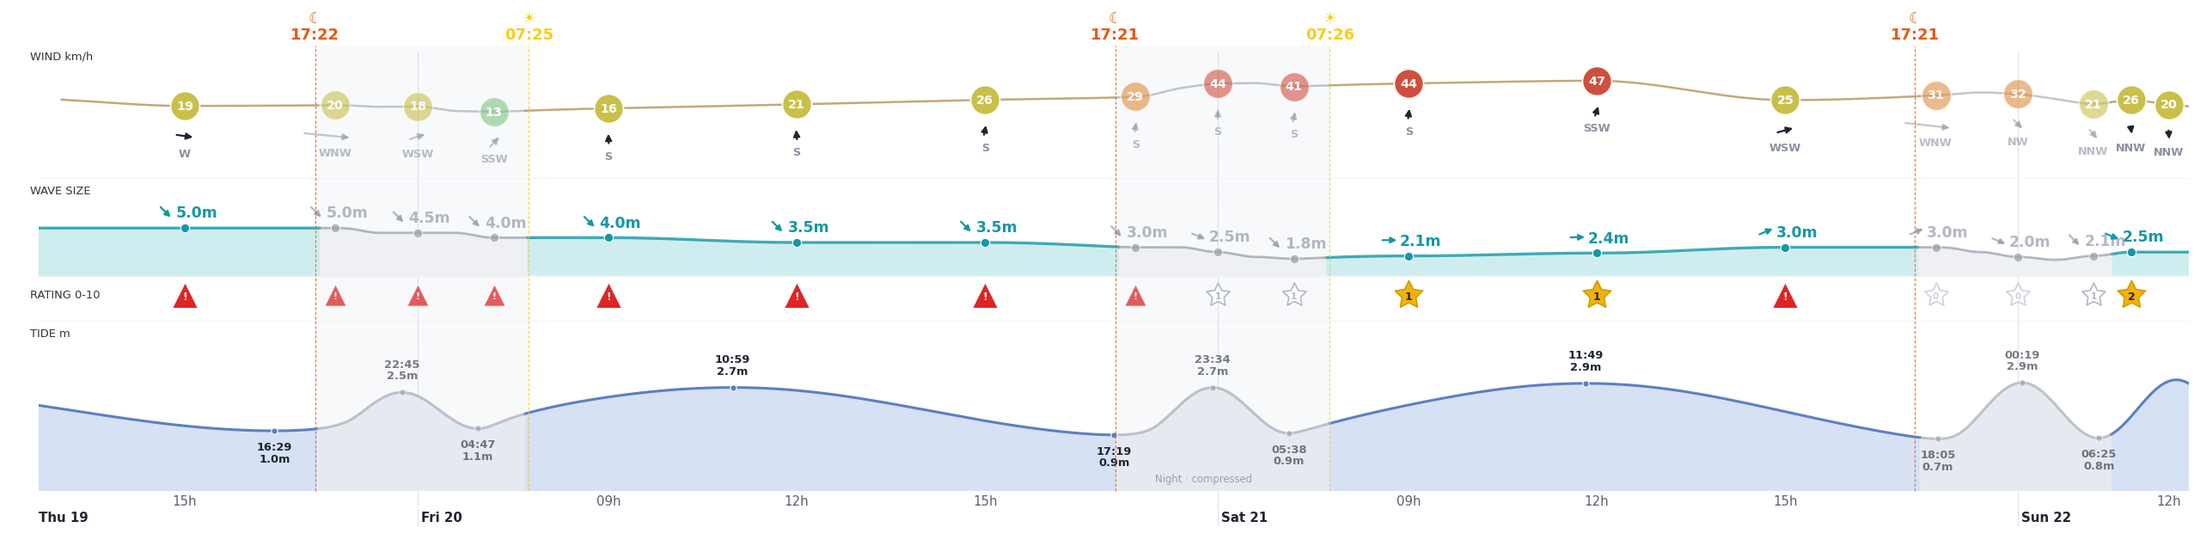 17:22 07:25 17:21 07:26 17:21
WIND km/h
19 20 18 13 16 21 26 29 44 41 44 47 25 31 32 21 26 20
W WNW WSW SSW S S S S S S S SSW WSW WNW NW NNW NNW NNW
WAVE SIZE
5.0m 5.0m 4.5m 4.0m 4.0m 3.5m 3.5m 3.0m 2.5m 1.8m 2.1m 2.4m 3.0m 3.0m 2.0m 2.1m 2.5m
RATING 0-10
! ! ! ! ! ! ! ! 1 1 1 1 ! 0 0 1 2
TIDE m
22:45 10:59 23:34 11:49 00:19
2.5m 2.7m 2.7m 2.9m 2.9m
16:29 04:47 17:19 05:38 18:05 06:25
1.0m 1.1m 0.9m 0.9m 0.7m 0.8m
Night · compressed
15h 09h 12h 15h 09h 12h 15h 12h
Thu 19 Fri 20 Sat 21 Sun 22